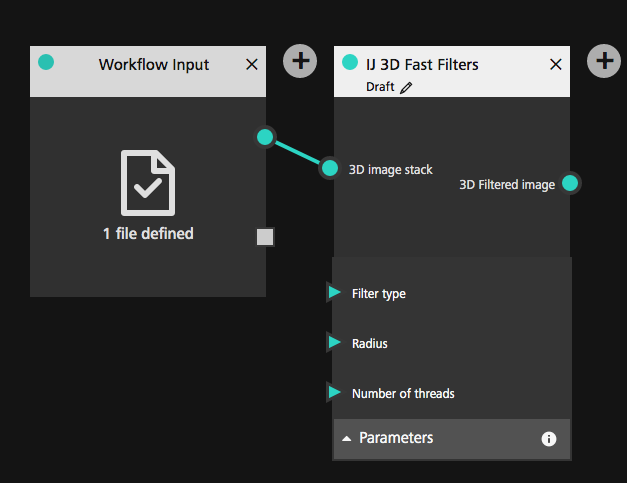 Workflow Input
1 file defined
IJ 3D Fast Filters
Draft
3D image stack
3D Filtered image
Filter type
Radius
Number of threads
Parameters